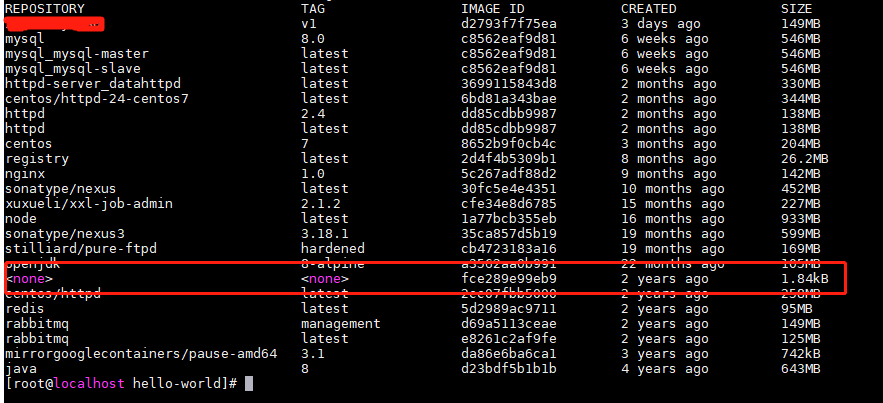 REPOSITORY TAG IMAGE ID CREATED SIZE
v1 d2793f7f75ea 3 days ago 149MB
mysql 8.0 c8562eaf9d81 6 weeks ago 546MB
mysql_mysql-master latest c8562eaf9d81 6 weeks ago 546MB
mysql_mysql-slave latest c8562eaf9d81 6 weeks ago 546MB
httpd-server_datahttpd latest 3699115843d8 2 months ago 330MB
centos/httpd-24-centos7 latest 6bd81a343bae 2 months ago 344MB
httpd 2.4 dd85cdbb9987 2 months ago 138MB
httpd latest dd85cdbb9987 2 months ago 138MB
centos 7 8652b9f0cb4c 3 months ago 204MB
registry latest 2d4f4b5309b1 8 months ago 26.2MB
nginx 1.0 5c267adf88d2 9 months ago 142MB
sonatype/nexus latest 30fc5e4e4351 10 months ago 452MB
xuxueli/xxl-job-admin 2.1.2 cfe34e8d6785 15 months ago 227MB
node latest 1a77bcb355eb 16 months ago 933MB
sonatype/nexus3 3.18.1 35ca857d5b19 19 months ago 599MB
stilliard/pure-ftpd hardened cb4723183a16 19 months ago 169MB
openjdk 8-alpine a3562aa0b991 22 months ago 105MB
<none> <none> fce289e99eb9 2 years ago 1.84kB
centos/httpd latest 2cc07fbb5000 2 years ago 258MB
redis latest 5d2989ac9711 2 years ago 95MB
rabbitmq management d69a5113ceae 2 years ago 149MB
rabbitmq latest e8261c2af9fe 2 years ago 125MB
mirrorgooglecontainers/pause-amd64 3.1 da86e6ba6ca1 3 years ago 742kB
java 8 d23bdf5b1b1b 4 years ago 643MB
[root@localhost hello-world]#